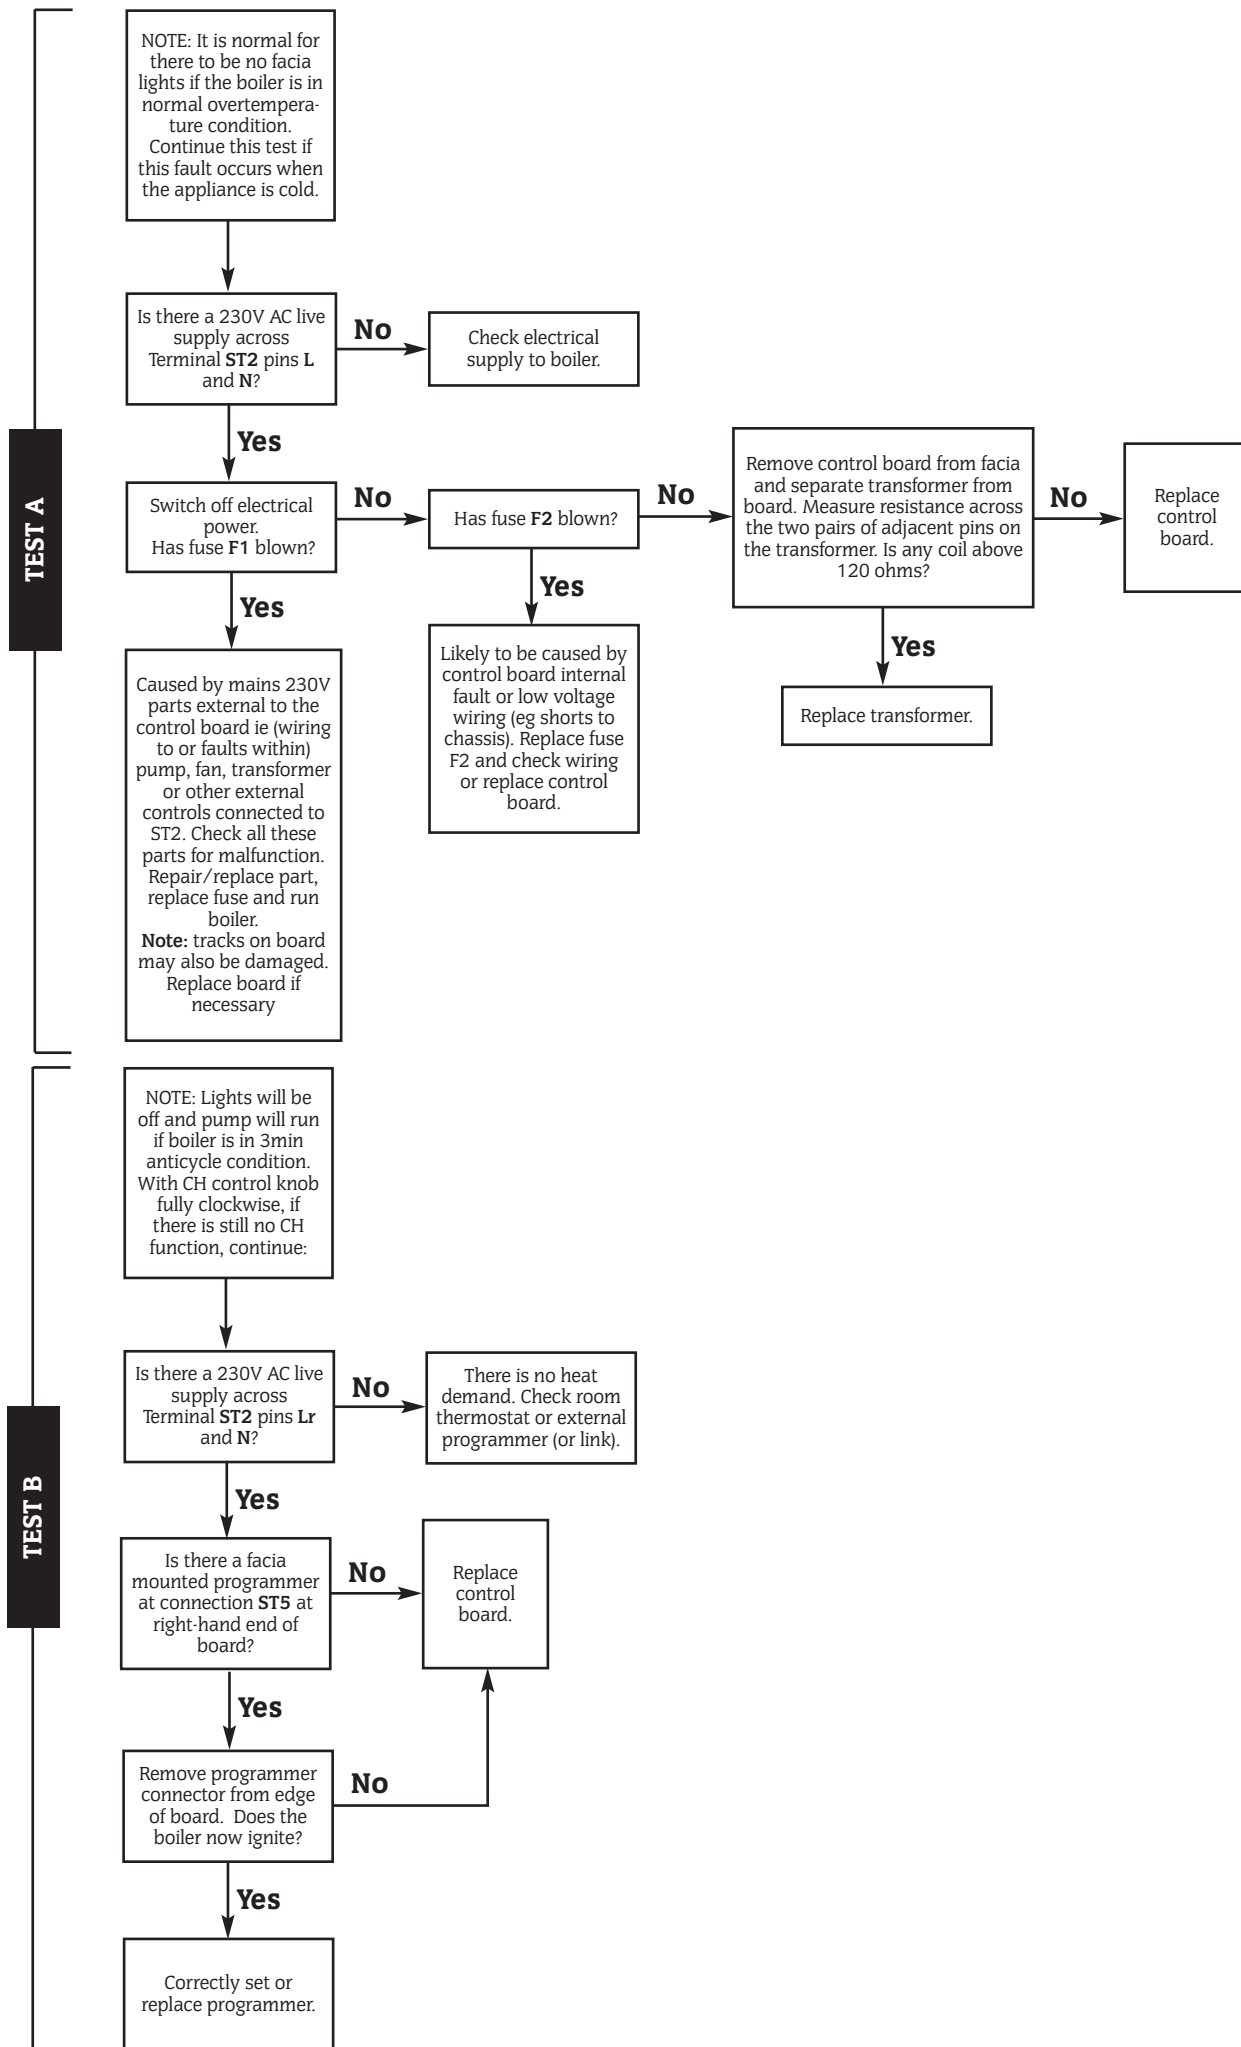 TEST A
NOTE: It is normal for
there to be no facia
lights if the boiler is in
normal overtempera-
ture condition.
Continue this test if
this fault occurs when
the appliance is cold.
Is there a 230V AC live
supply across
Terminal ST2 pins L
and N?
No
Check electrical
supply to boiler.
Yes
Switch off electrical
power.
Has fuse F1 blown?
No
Has fuse F2 blown?
No
Remove control board from facia
and separate transformer from
board. Measure resistance across
the two pairs of adjacent pins on
the transformer. Is any coil above
120 ohms?
No
Replace
control
board.
Yes
Caused by mains 230V
parts external to the
control board ie (wiring
to or faults within)
pump, fan, transformer
or other external
controls connected to
ST2. Check all these
parts for malfunction.
Repair/replace part,
replace fuse and run
boiler.
Note: tracks on board
may also be damaged.
Replace board if
necessary
Yes
Likely to be caused by
control board internal
fault or low voltage
wiring (eg shorts to
chassis). Replace fuse
F2 and check wiring
or replace control
board.
Yes
Replace transformer.
TEST B
NOTE: Lights will be
off and pump will run
if boiler is in 3min
anticycle condition.
With CH control knob
fully clockwise, if
there is still no CH
function, continue:
Is there a 230V AC live
supply across
Terminal ST2 pins Lr
and N?
No
There is no heat
demand. Check room
thermostat or external
programmer (or link).
Yes
Is there a facia
mounted programmer
at connection ST5 at
right-hand end of
board?
No
Replace
control
board.
Yes
Remove programmer
connector from edge
of board. Does the
boiler now ignite?
No
Yes
Correctly set or
replace programmer.